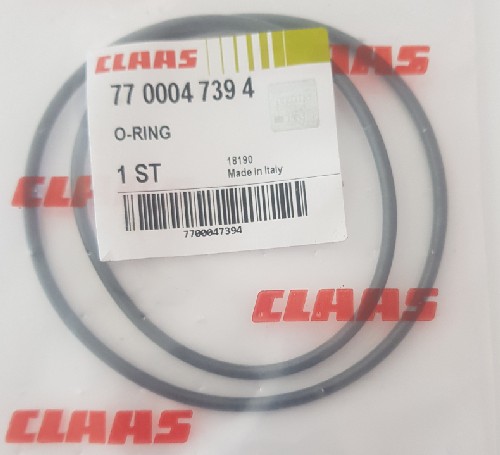 CLAAS
77 0004 739 4
O-RING
1 ST
18190
Made in Italy
7700047394
CLAAS
CLAAS
CLAAS
CLAAS